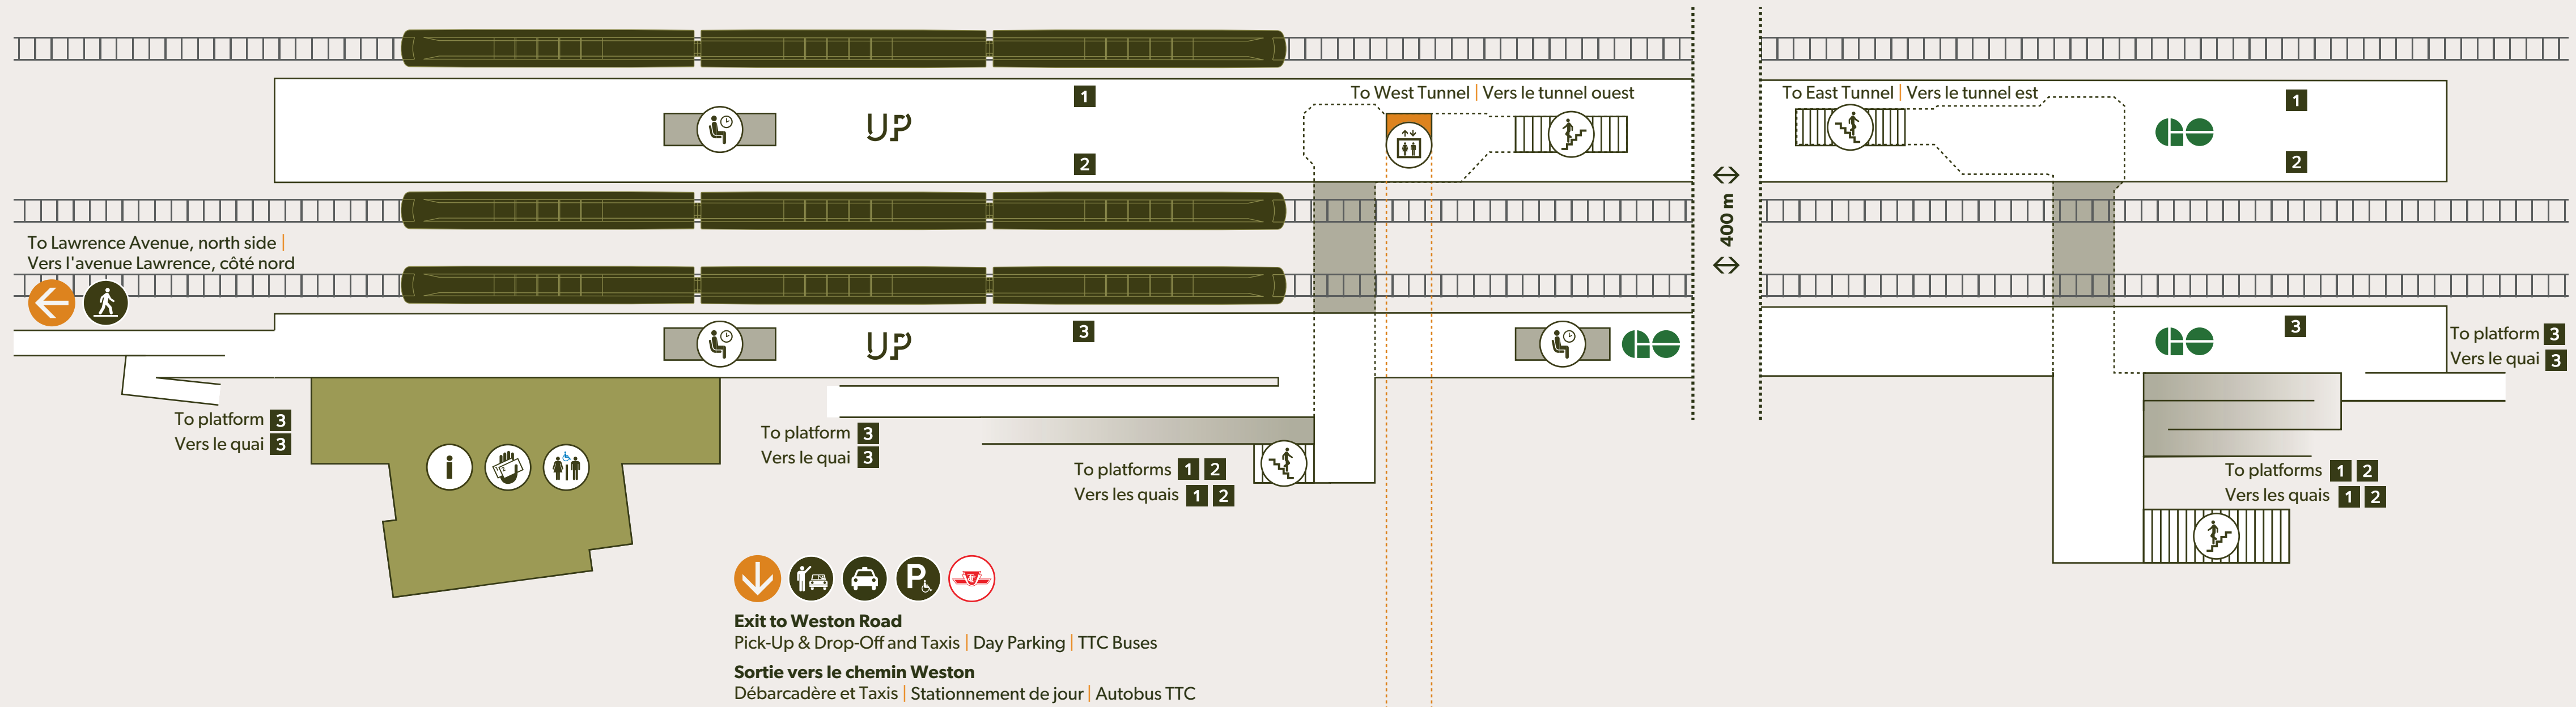 To West Tunnel | Vers le tunnel ouest
To East Tunnel | Vers le tunnel est
1
UP
2
1
GO
2
400 m
To Lawrence Avenue, north side |
Vers l'avenue Lawrence, côté nord
UP
3
GO
GO
3
To platform 3
Vers le quai 3
To platform 3
Vers le quai 3
To platform 3
Vers le quai 3
To platforms 1 2
Vers les quais 1 2
To platforms 1 2
Vers les quais 1 2
i
P
Exit to Weston Road
Pick-Up & Drop-Off and Taxis | Day Parking | TTC Buses
Sortie vers le chemin Weston
Débarcadère et Taxis | Stationnement de jour | Autobus TTC